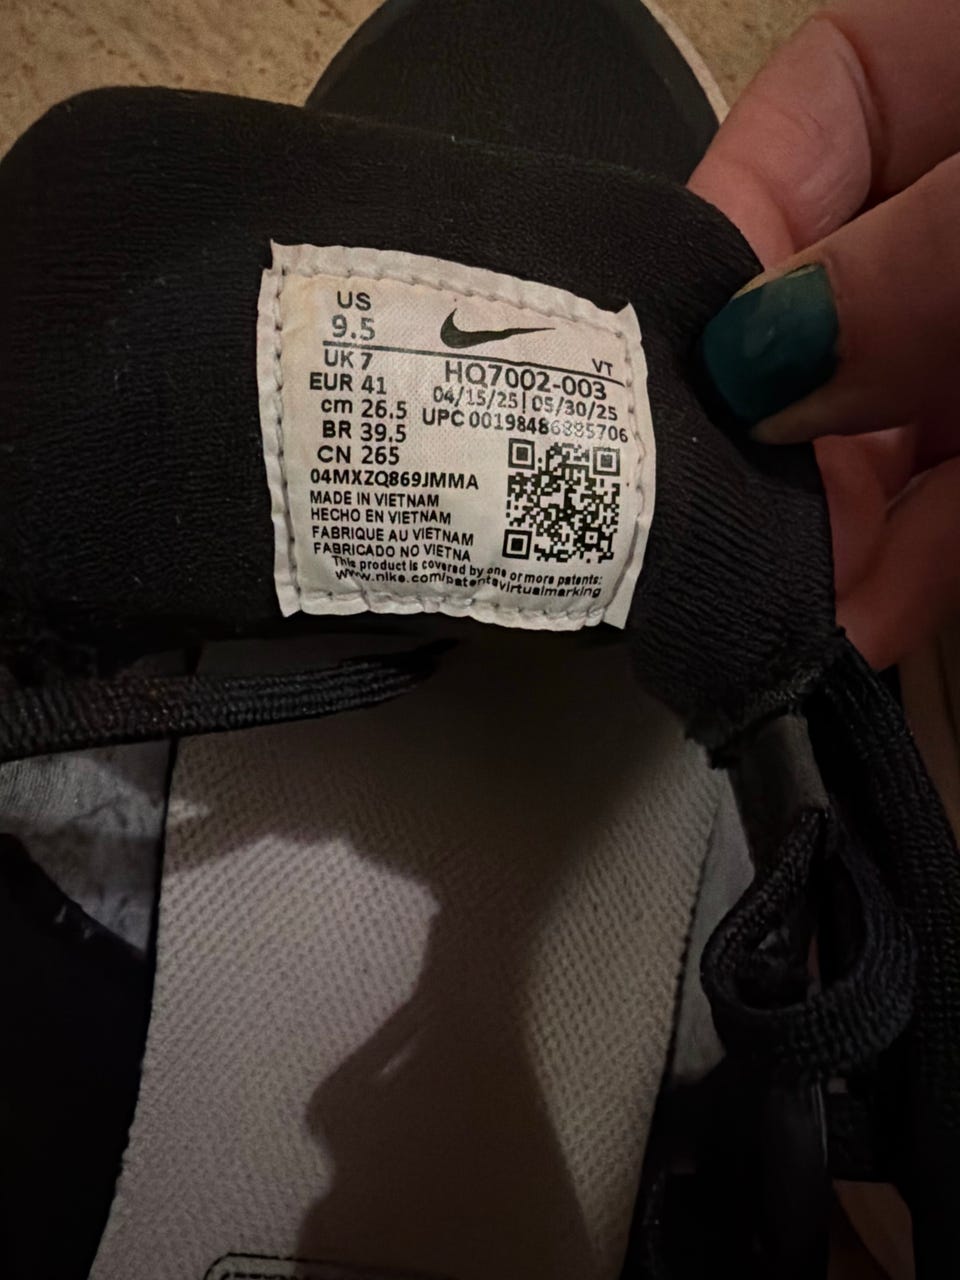 US
9.5
UK 7
EUR 41
cm 26.5
BR 39.5
CN 265
VT
HQ7002-003
04/15/25|05/30/25
UPC 00198486885706
04MXZQ869JMMA
MADE IN VIETNAM
HECHO EN VIETNAM
FABRIQUE AU VIETNAM
FABRICADO NO VIETNA
This product is covered by one or more patents:
www.nike.com/patentsvirtualmarking